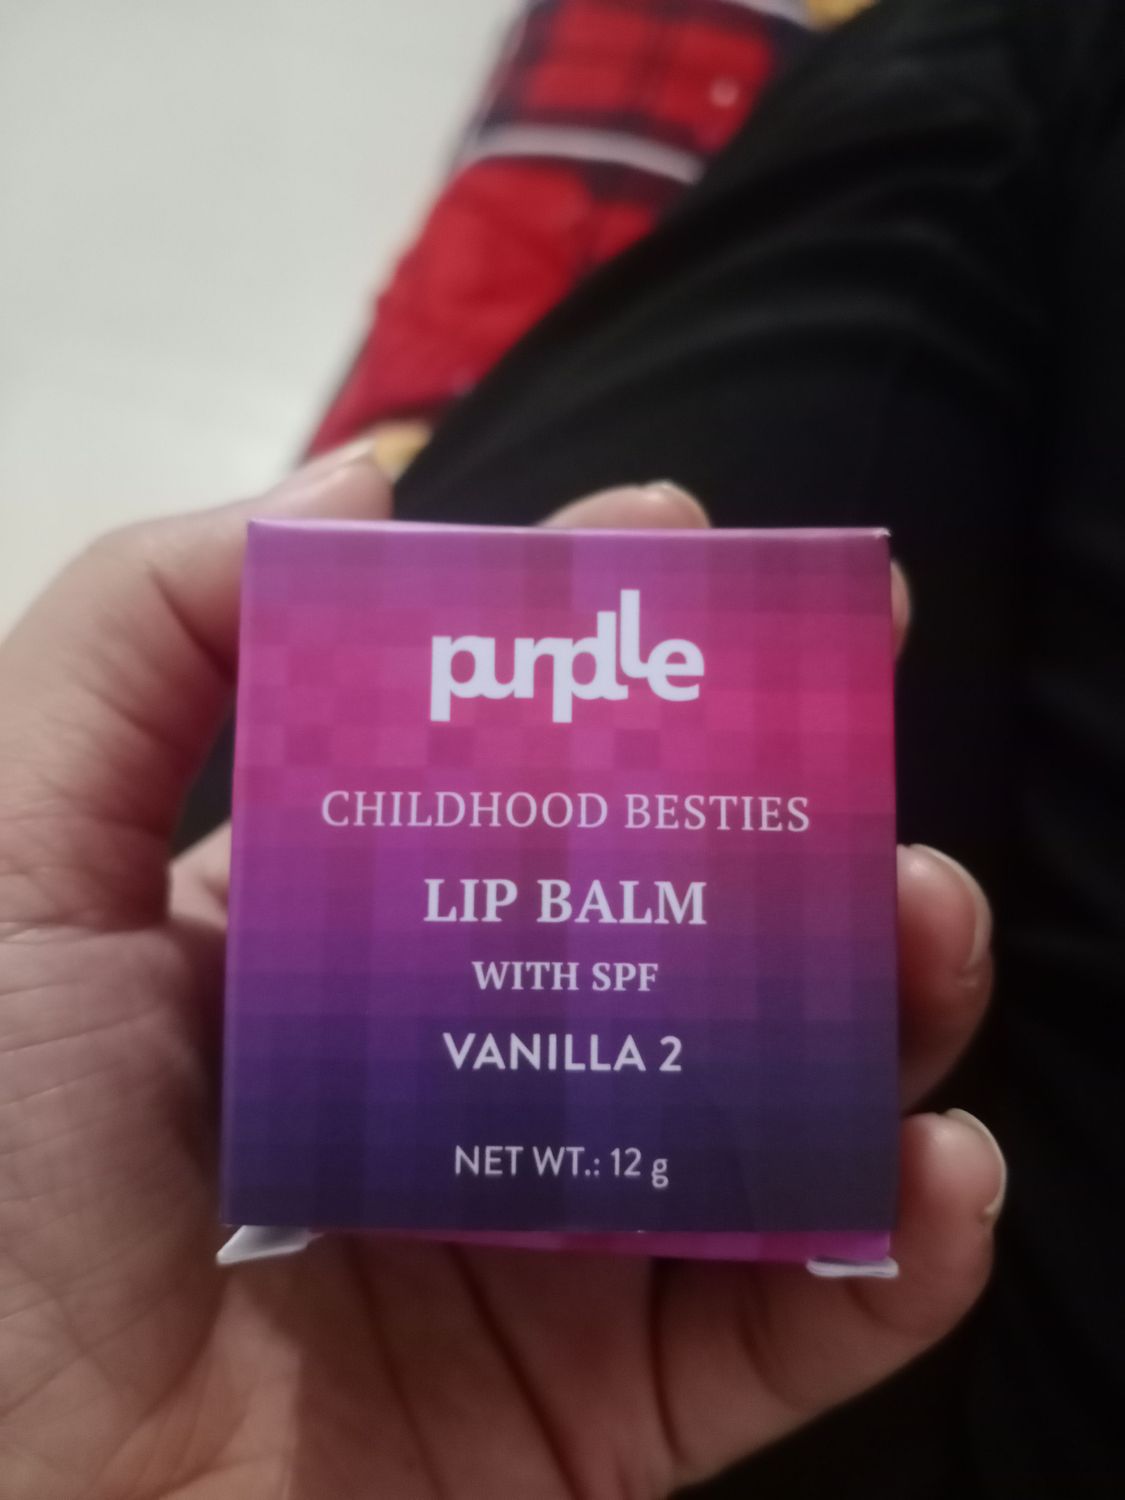 purplle
CHILDHOOD BESTIES
LIP BALM
WITH SPF
VANILLA 2
NET WT.: 12 g